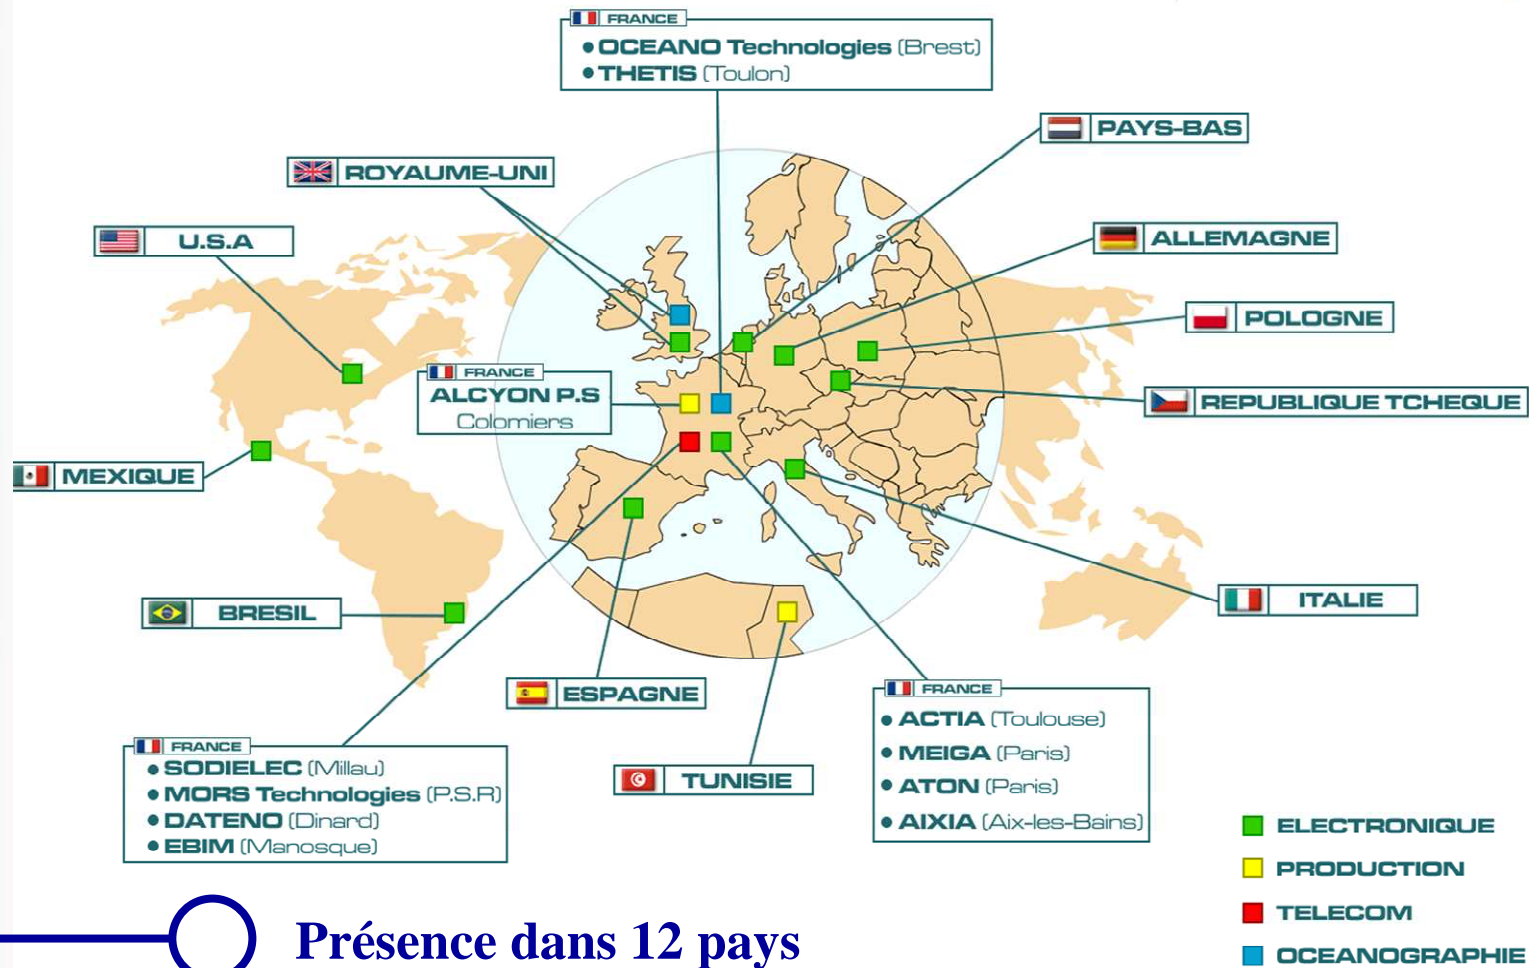 FRANCE
• OCEANO Technologies (Brest)
• THETIS (Toulon)
PAYS-BAS
ROYAUME-UNI
U.S.A
ALLEMAGNE
POLOGNE
FRANCE
ALCYON P.S
Colomiers
REPUBLIQUE TCHEQUE
MEXIQUE
BRESIL
ITALIE
ESPAGNE
FRANCE
• ACTIA (Toulouse)
• MEIGA (Paris)
• ATON (Paris)
• AIXIA (Aix-les-Bains)
FRANCE
• SODIELEC (Millau)
• MORS Technologies (P.S.R)
• DATENO (Dinard)
• EBIM (Manosque)
TUNISIE
ELECTRONIQUE
PRODUCTION
TELECOM
OCEANOGRAPHIE
Présence dans 12 pays